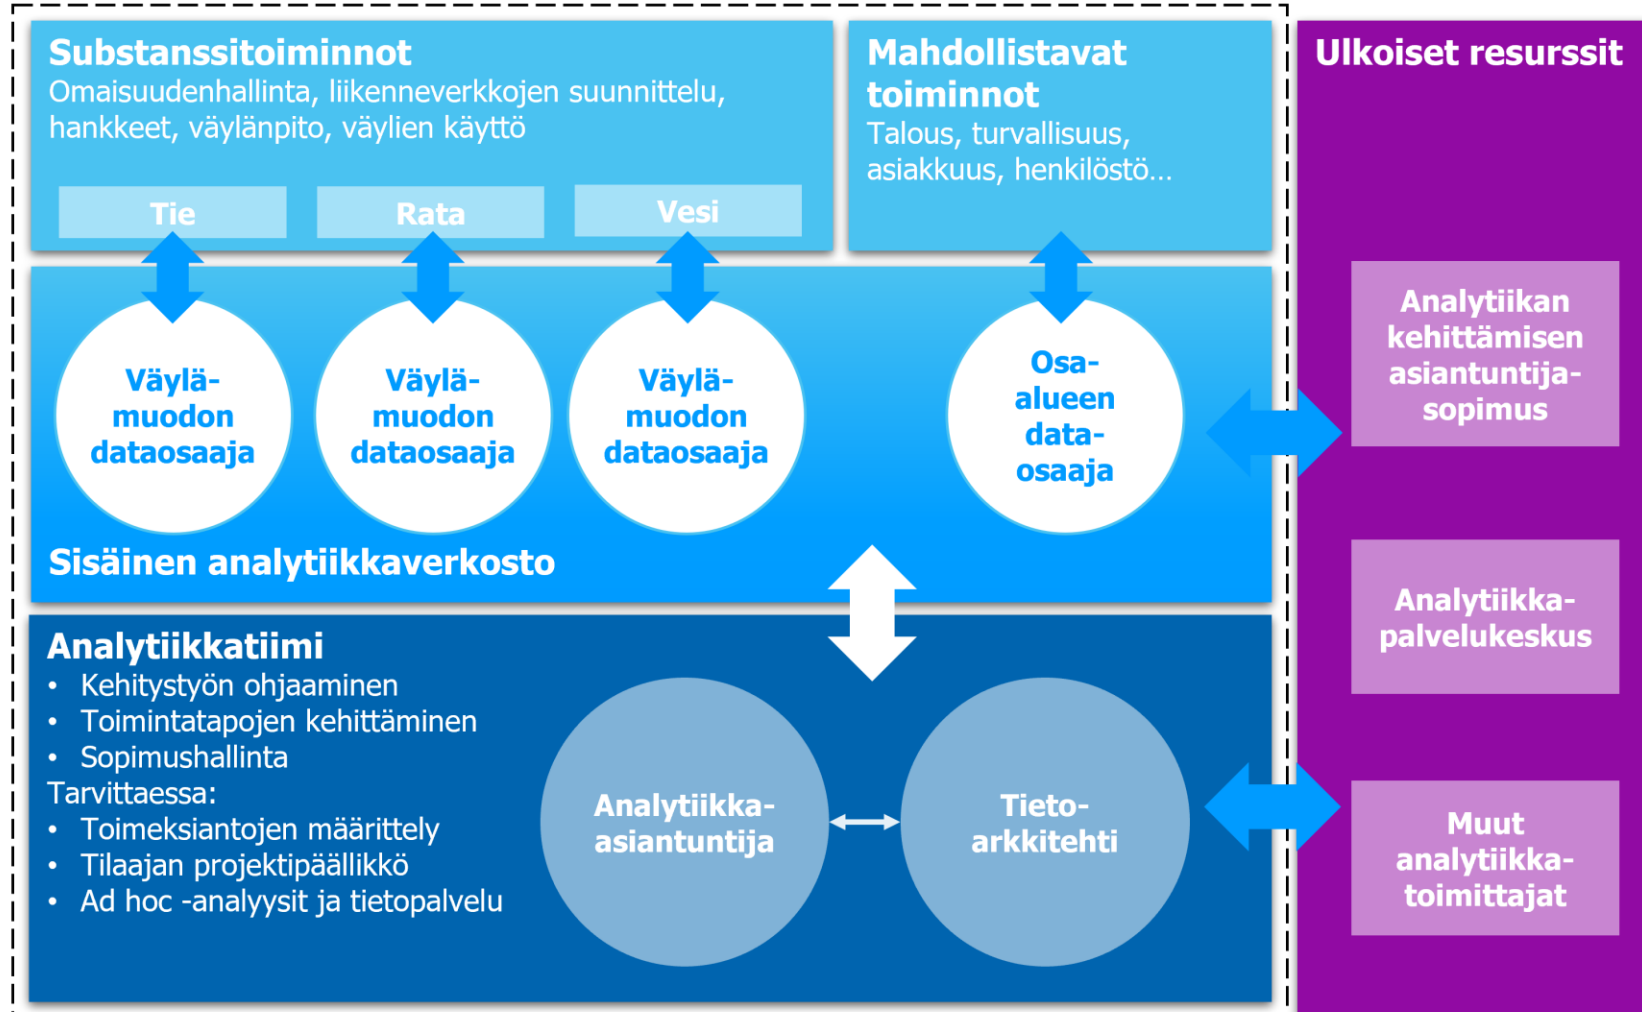 Substanssitoiminnot
Omaisuudenhallinta, liikenneverkkojen suunnittelu,
hankkeet, väylänpito, väylien käyttö
Tie
Rata
Vesi
Mahdollistavat
toiminnot
Talous, turvallisuus,
asiakkuus, henkilöstö...
Väylä-
muodon
dataosaaja
Väylä-
muodon
dataosaaja
Väylä-
muodon
dataosaaja
Osa-
alueen
data-
osaaja
Sisäinen analytiikkaverkosto
Analytiikkatiimi
• Kehitystyön ohjaaminen
• Toimintatapojen kehittäminen
• Sopimushallinta
Tarvittaessa:
• Toimeksiantojen määrittely
• Tilaajan projektipäällikkö
• Ad hoc -analyysit ja tietopalvelu
Analytiikka-
asiantuntija
Tieto-
arkkitehti
Ulkoiset resurssit
Analytiikan
kehittämisen
asiantuntija-
sopimus
Analytiikka-
palvelukeskus
Muut
analytiikka-
toimittajat